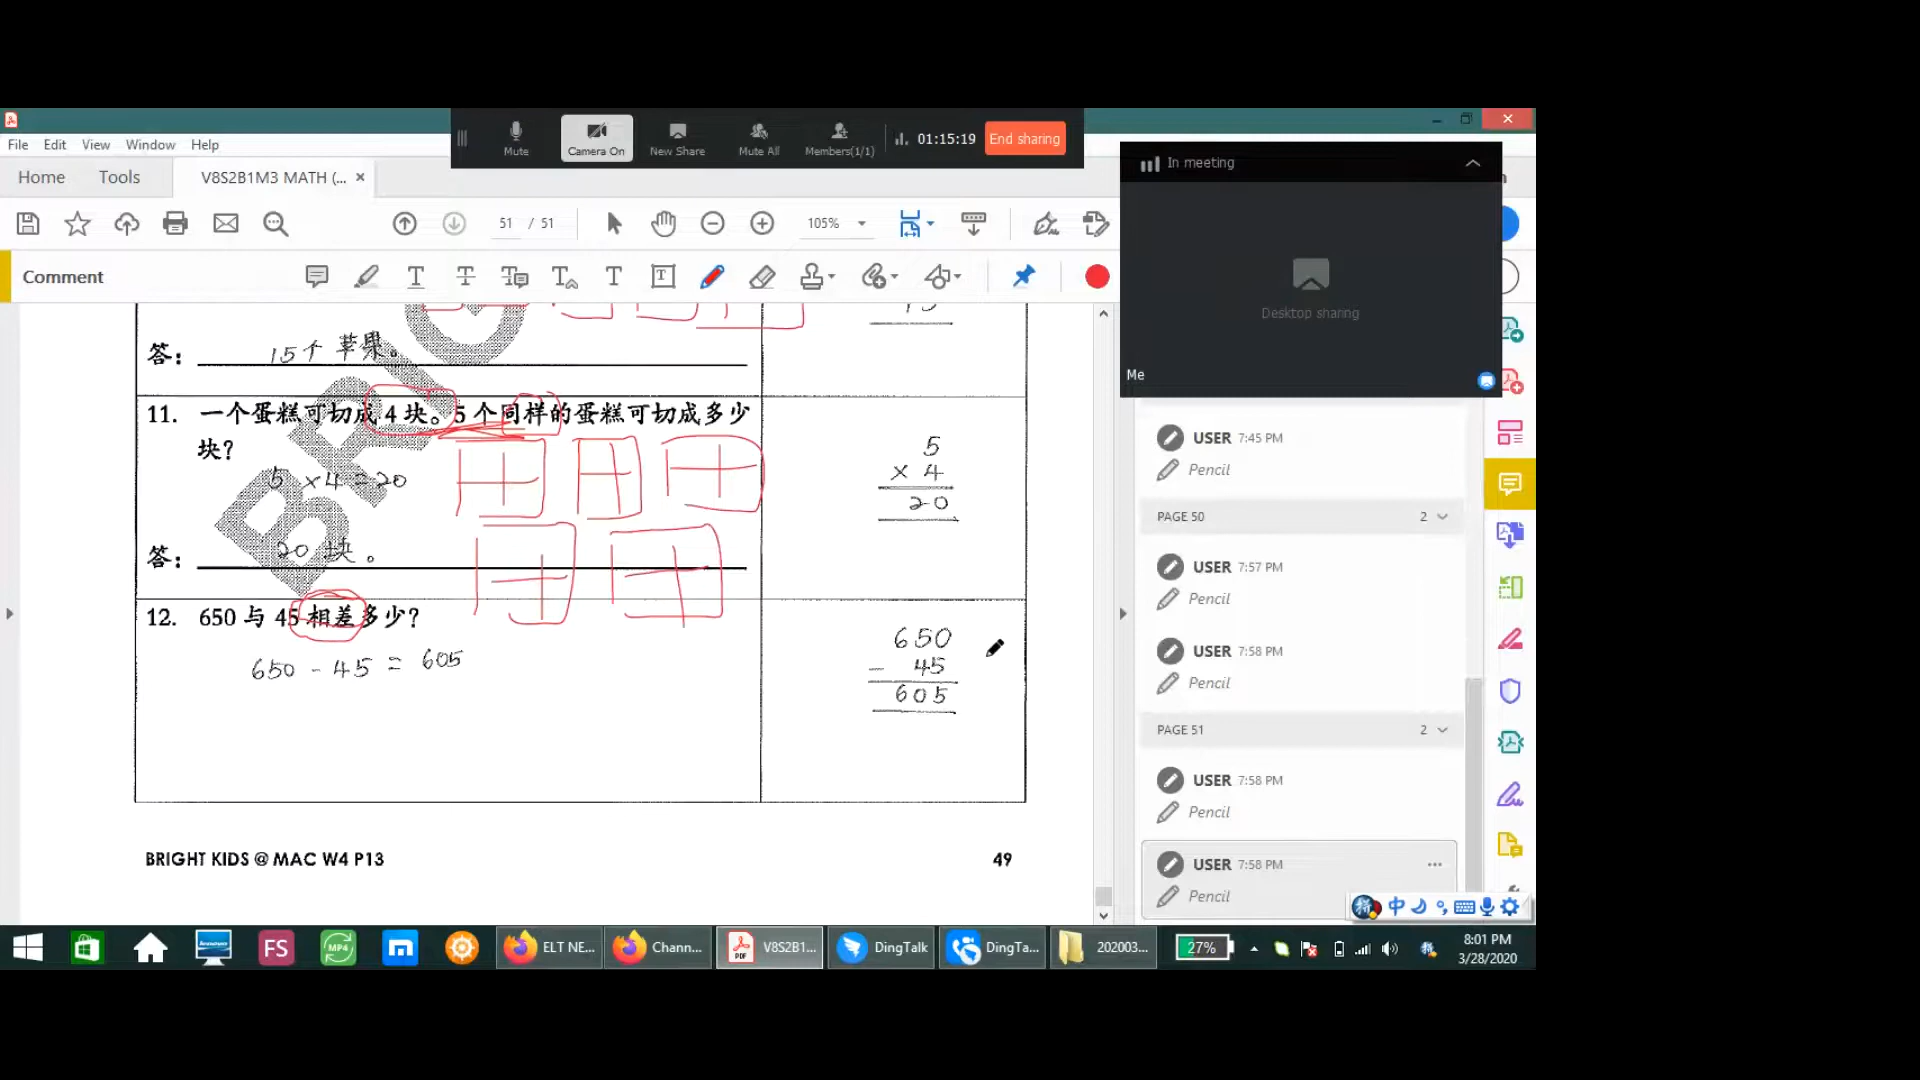 Mute
Camera On
New Share
Mute All
Members(1/1)
01:15:19
End sharing
File Edit View Window Help
In meeting
Home
Tools
V8S2B1M3 MATH (...
51 / 51
105%
Comment
Desktop sharing
Me
答： 15个 苹果。
11. 一个蛋糕可切成 4 块。5 个同样的蛋糕可切成多少
块？
5 × 4 = 20
5
× 4
20
答： 20 块。
12. 650 与 45 相差多少？
650 - 45 = 605
650
- 45
605
BRIGHT KIDS @ MAC W4 P13
49
USER 7:45 PM
Pencil
PAGE 50 2
USER 7:57 PM
Pencil
USER 7:58 PM
Pencil
PAGE 51 2
USER 7:58 PM
Pencil
USER 7:58 PM
Pencil
中
FS
MP4
ELT NE...
Chann...
V8S2B1...
DingTalk
DingTa...
202003...
27%
8:01 PM
3/28/2020